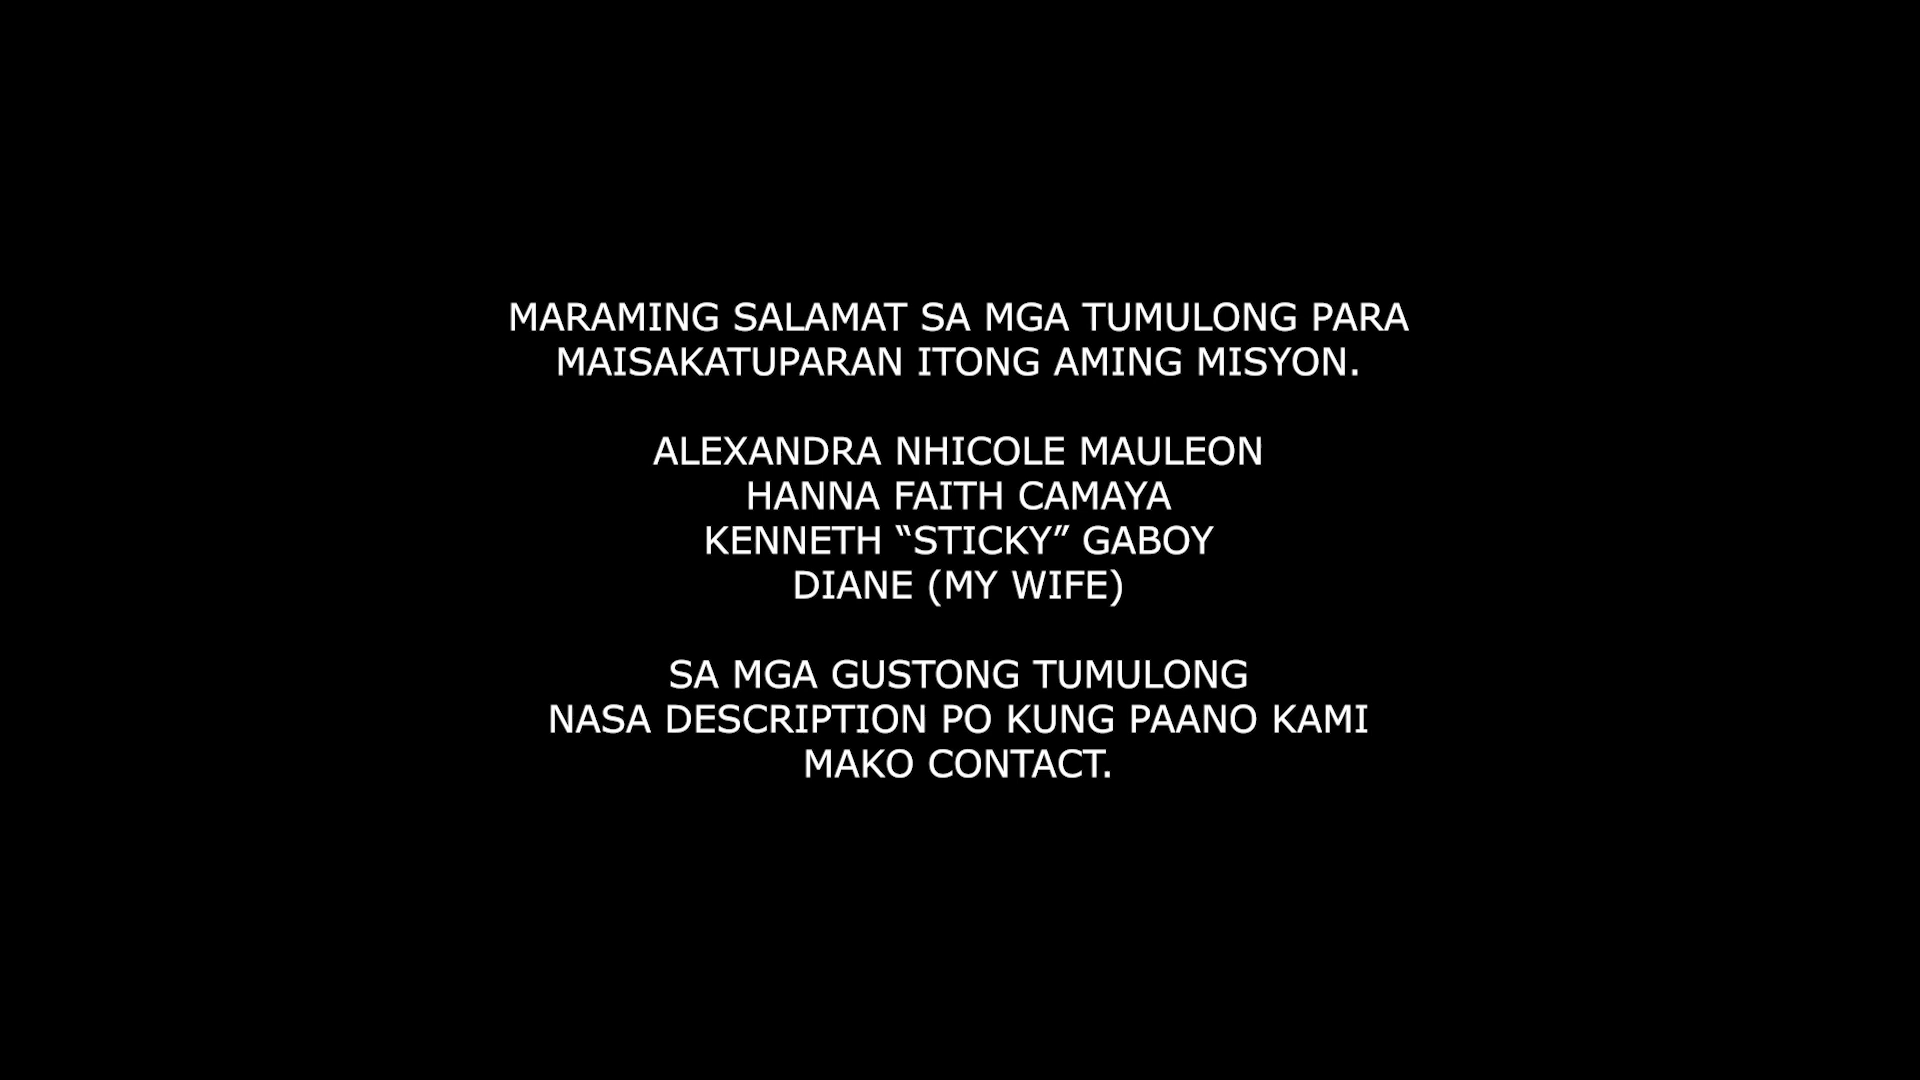 MARAMING SALAMAT SA MGA TUMULONG PARA
MAISAKATUPARAN ITONG AMING MISYON.
ALEXANDRA NHICOLE MAULEON
HANNA FAITH CAMAYA
KENNETH “STICKY” GABOY
DIANE (MY WIFE)
SA MGA GUSTONG TUMULONG
NASA DESCRIPTION PO KUNG PAANO KAMI
MAKO CONTACT.